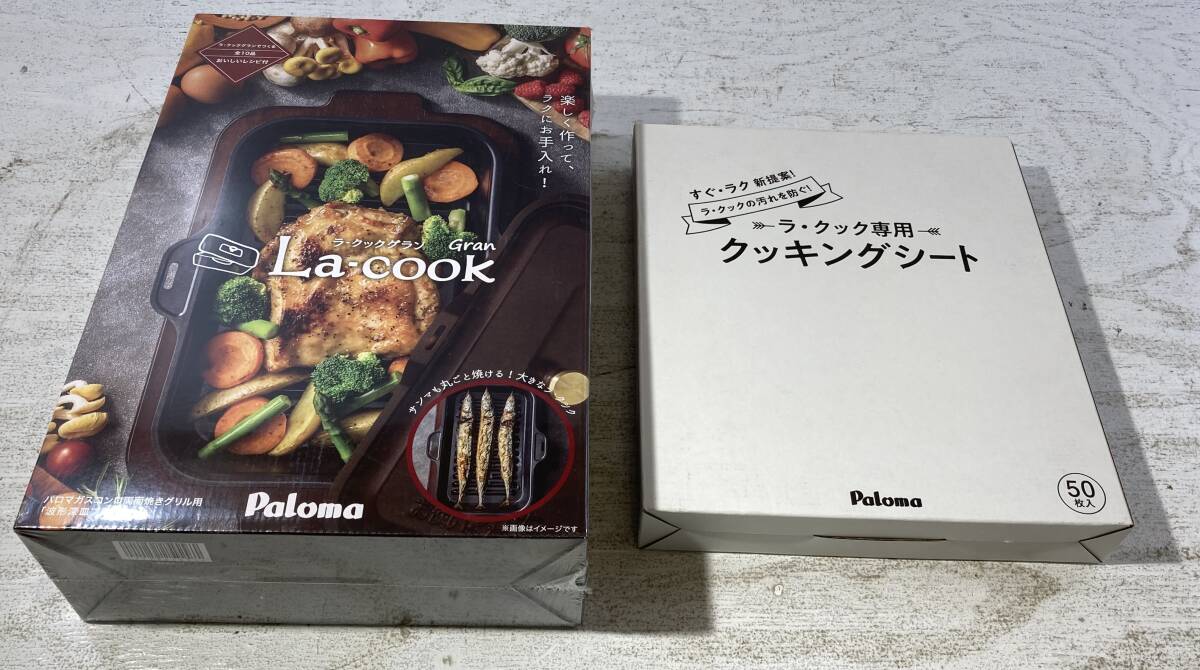 ラ・クックグランでつくる
全10品
おいしいレシピ付
楽しく作って、
ラクにお手入れ!
ラ・クックグラン
Gran
La-cook
サンマも丸ごと焼ける!大きなラ・クック
パロマガスコンロ両面焼きグリル用
「波形深皿
Paloma
※画像はイメージです
すぐ・ラク 新提案!
ラ・クックの汚れを防ぐ!
ラ・クック専用
クッキングシート
Paloma
50
枚入